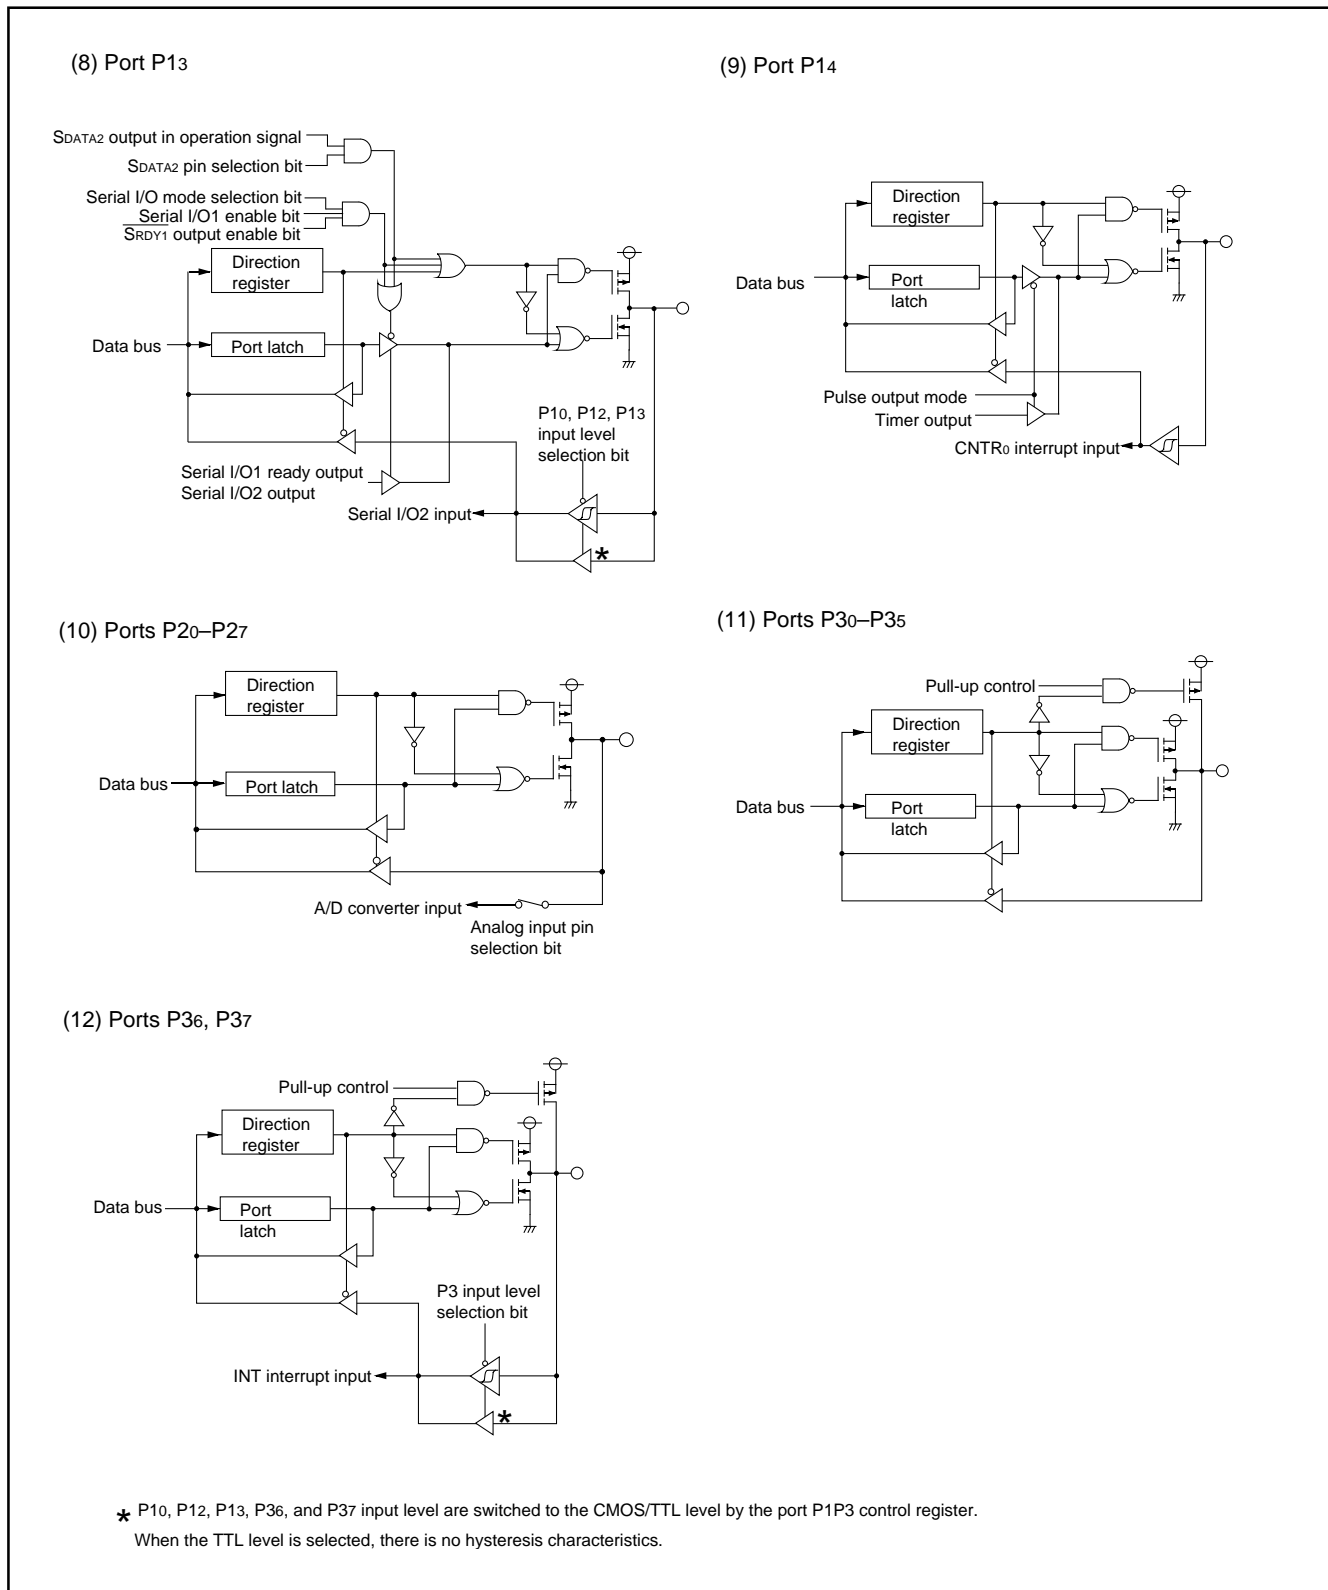 (8) Port P13
(9) Port P14
SDATA2 output in operation signal
SDATA2 pin selection bit
Serial I/O mode selection bit
Serial I/O1 enable bit
SRDY1 output enable bit
Direction
register
Data bus
Port latch
P10, P12, P13
input level
selection bit
Serial I/O1 ready output
Serial I/O2 output
Serial I/O2 input
*
Direction
register
Data bus
Port
latch
Pulse output mode
Timer output
CNTR0 interrupt input
(10) Ports P20–P27
(11) Ports P30–P35
Direction
register
Data bus
Port latch
A/D converter input
Analog input pin
selection bit
Pull-up control
Direction
register
Data bus
Port
latch
(12) Ports P36, P37
Pull-up control
Direction
register
Data bus
Port
latch
P3 input level
selection bit
INT interrupt input
*
* P10, P12, P13, P36, and P37 input level are switched to the CMOS/TTL level by the port P1P3 control register.
When the TTL level is selected, there is no hysteresis characteristics.